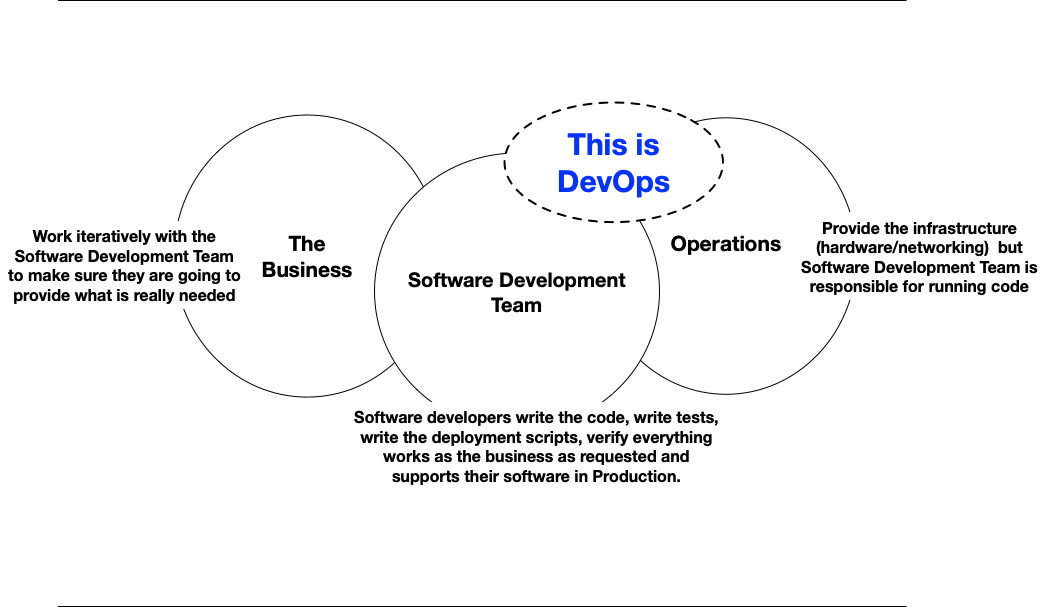 This is
DevOps
Work iteratively with the
Software Development Team
to make sure they are going to
provide what is really needed
The
Business
Software Development
Team
Operations
Provide the infrastructure
(hardware/networking) but
Software Development Team is
responsible for running code
Software developers write the code, write tests,
write the deployment scripts, verify everything
works as the business as requested and
supports their software in Production.